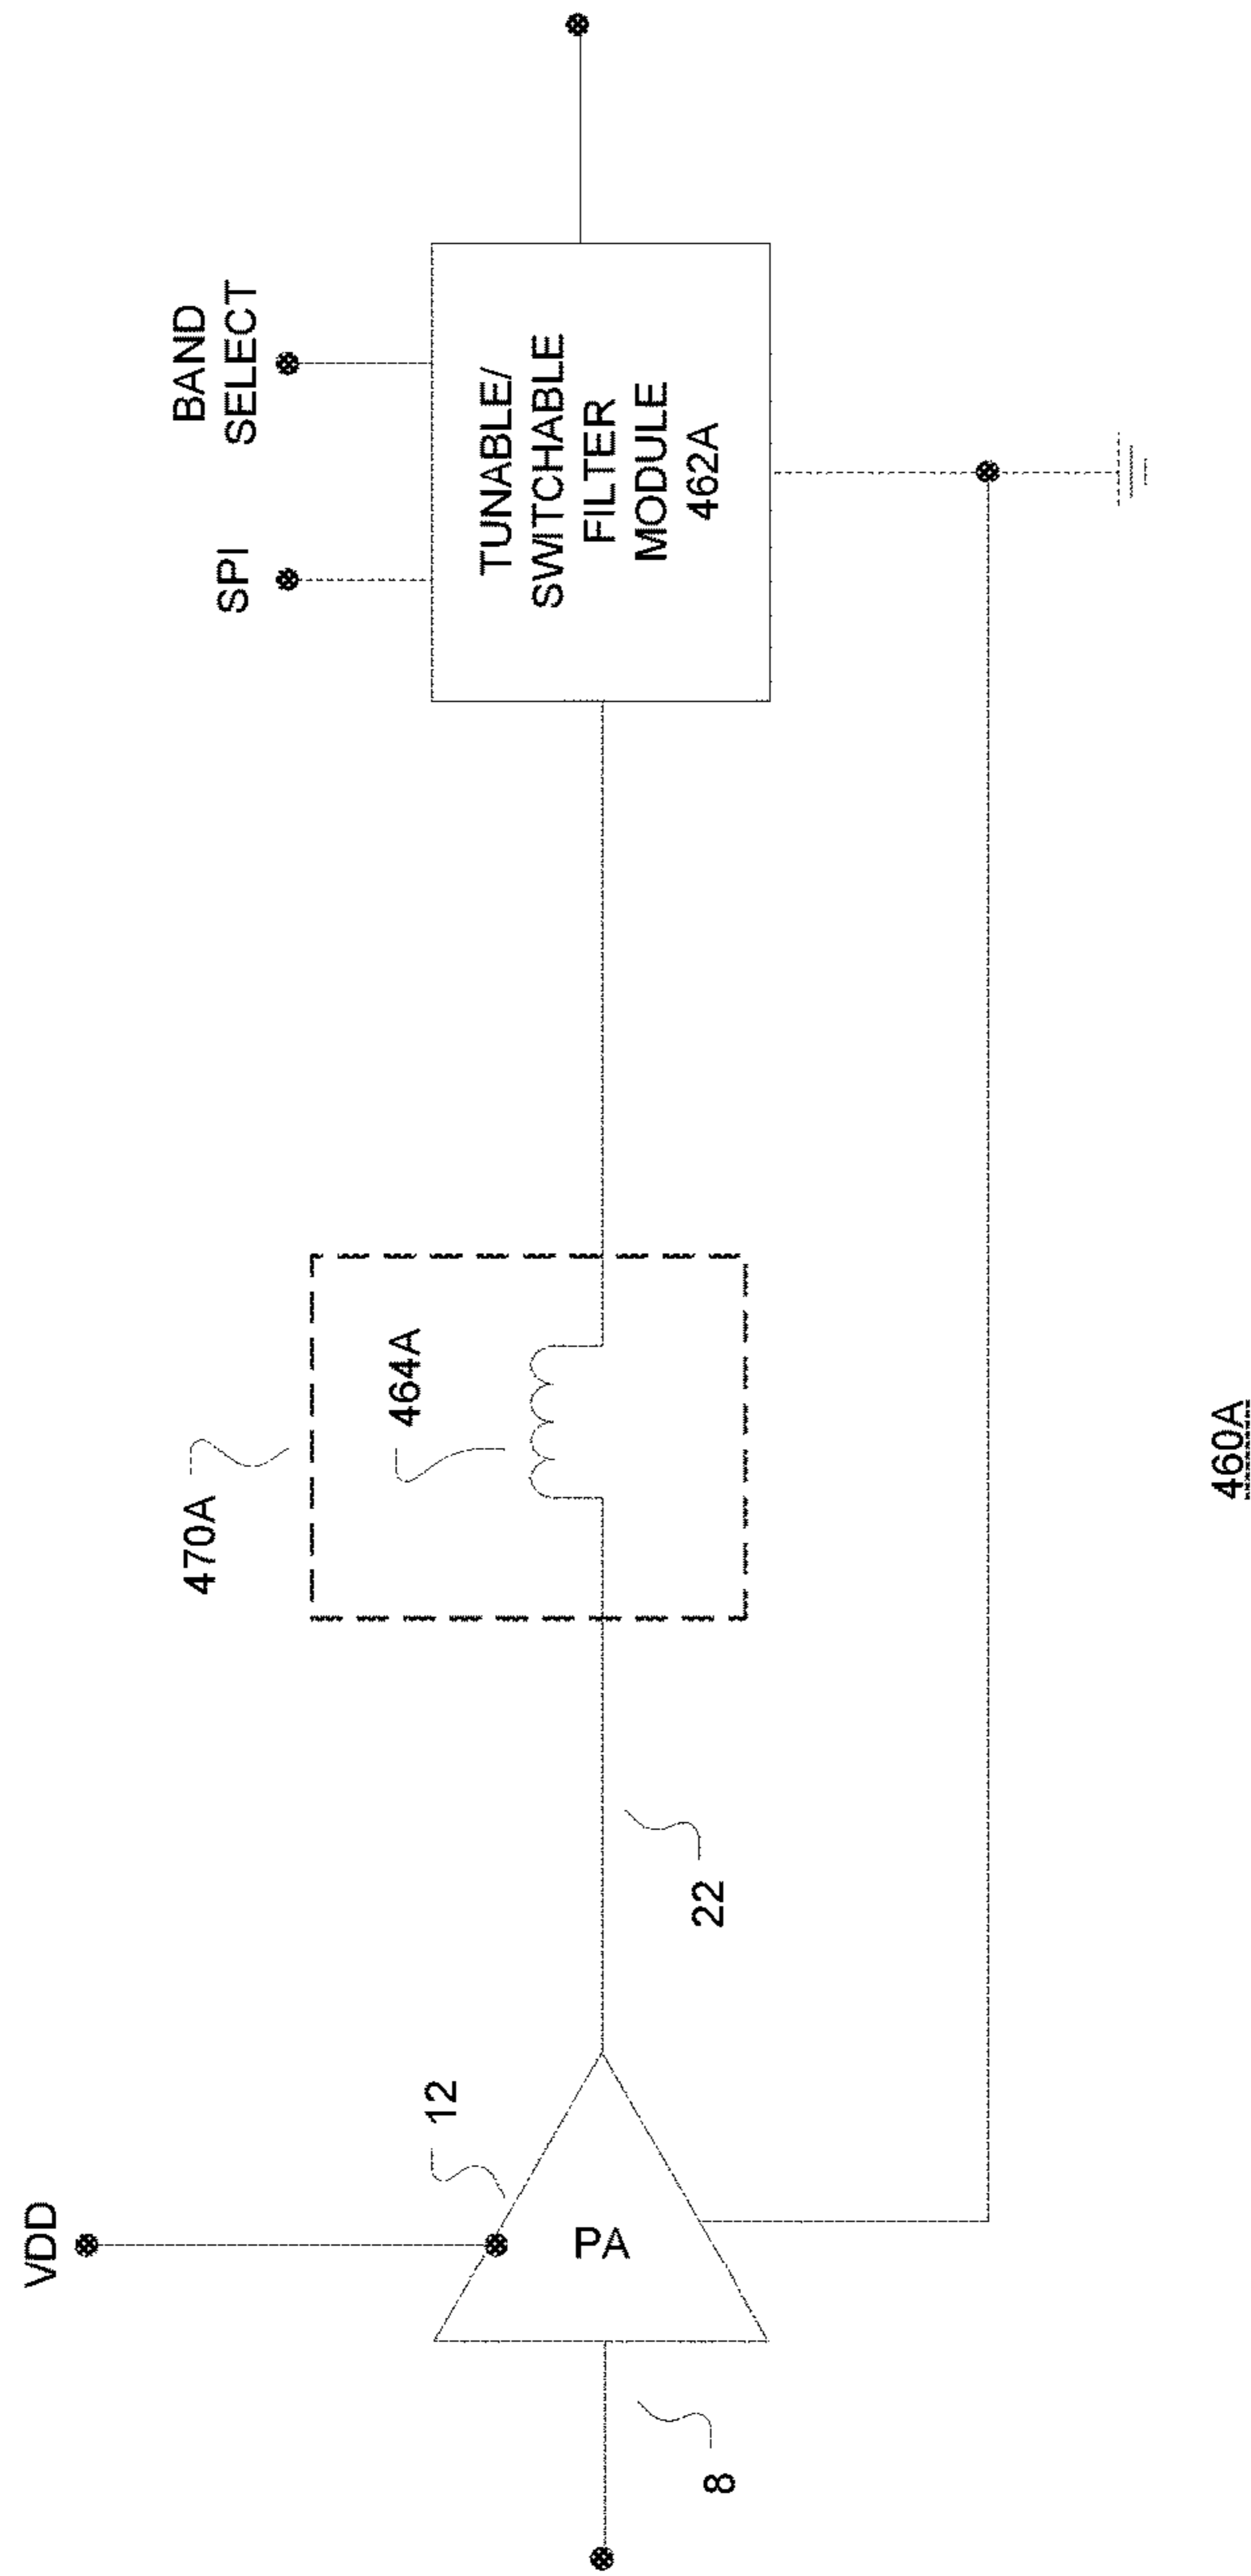 VDD
12
PA
8
22
470A
464A
SPI
BAND
SELECT
TUNABLE/
SWITCHABLE
FILTER
MODULE
462A
460A